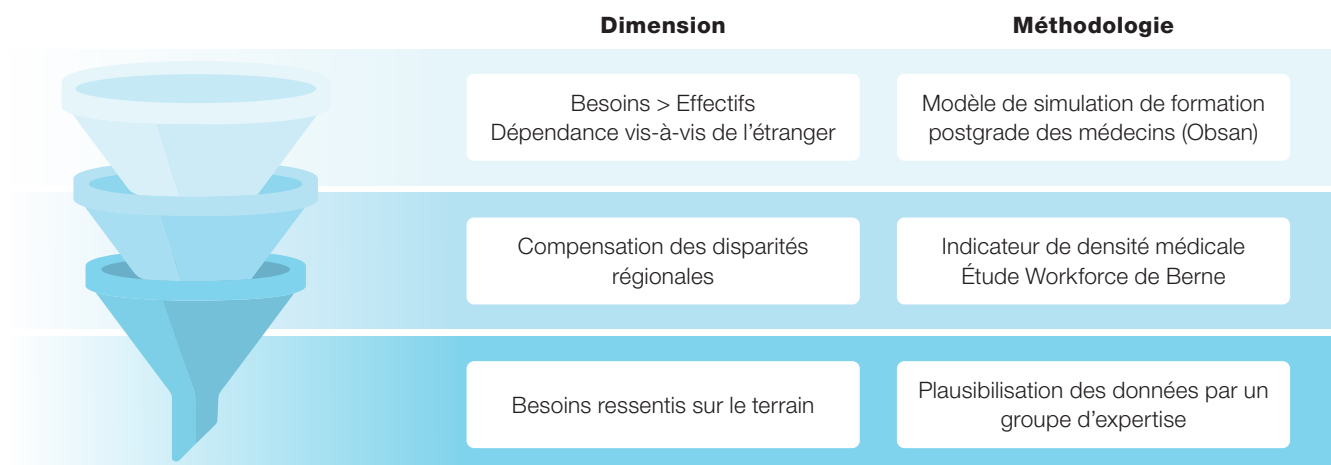 Dimension
Méthodologie
Besoins > Effectifs
Dépendance vis-à-vis de l’étranger
Modèle de simulation de formation
postgrade des médecins (Obsan)
Compensation des disparités
régionales
Indicateur de densité médicale
Étude Workforce de Berne
Besoins ressentis sur le terrain
Plausibilisation des données par un
groupe d’expertise